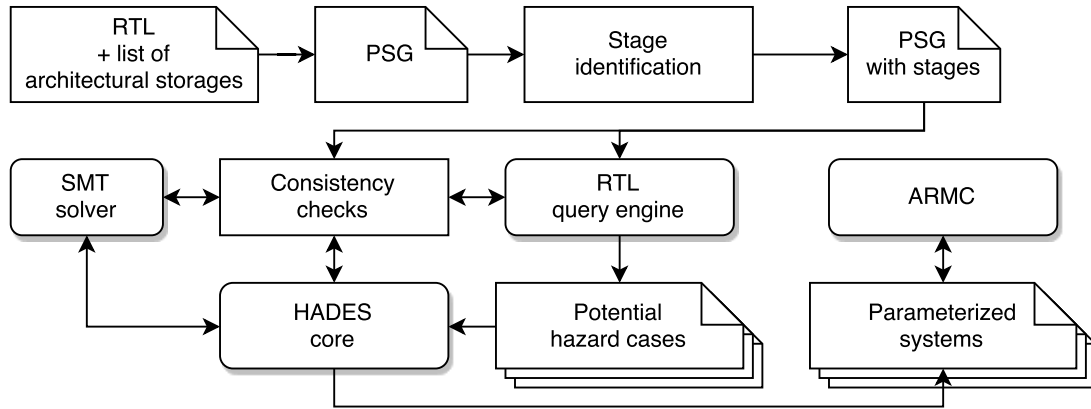 RTL
+ list of
architectural storages
PSG
Stage
identification
PSG
with stages
SMT
solver
Consistency
checks
RTL
query engine
ARMC
HADES
core
Potential
hazard cases
Parameterized
systems